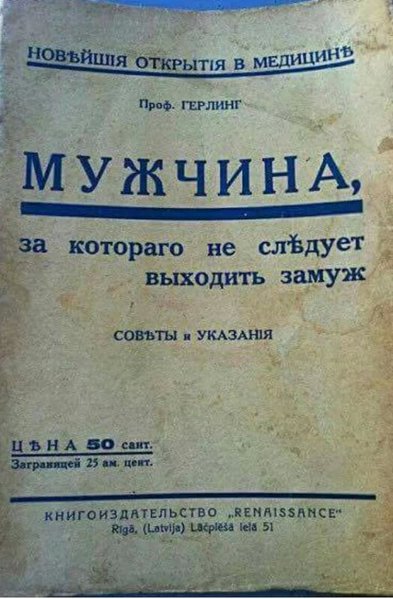 НОВѢЙШІЯ ОТКРЫТІЯ В МЕДИЦИНѢ
Проф. ГЕРЛИНГ
МУЖЧИНА,
за котораго не слѣдует
выходить замуж
СОВѢТЫ и УКАЗАНІЯ
ЦѢНА 50 сант.
Заграницей 25 ам. цент.
КНИГОИЗДАТЕЛЬСТВО „RENAISSANCE"
Rīgā, (Latvija) Lāčplēša ielā 51